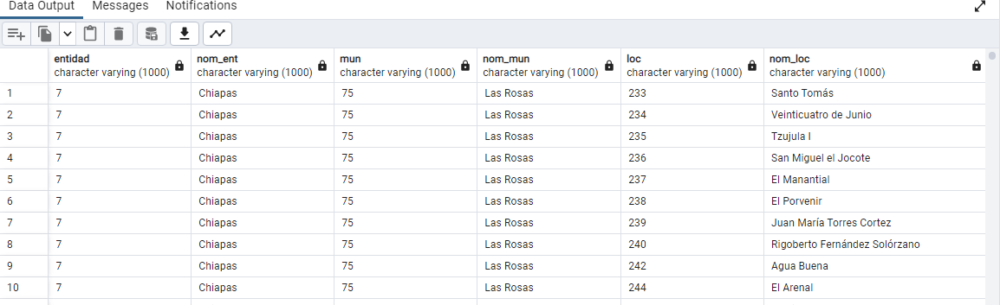 Data Output Messages Notifications
entidad nom_ent mun nom_mun loc nom_loc
character varying (1000) character varying (1000) character varying (1000) character varying (1000) character varying (1000) character varying (1000)
1 7 Chiapas 75 Las Rosas 233 Santo Tomás
2 7 Chiapas 75 Las Rosas 234 Veinticuatro de Junio
3 7 Chiapas 75 Las Rosas 235 Tzujula I
4 7 Chiapas 75 Las Rosas 236 San Miguel el Jocote
5 7 Chiapas 75 Las Rosas 237 El Manantial
6 7 Chiapas 75 Las Rosas 238 El Porvenir
7 7 Chiapas 75 Las Rosas 239 Juan María Torres Cortez
8 7 Chiapas 75 Las Rosas 240 Rigoberto Fernández Solórzano
9 7 Chiapas 75 Las Rosas 242 Agua Buena
10 7 Chiapas 75 Las Rosas 244 El Arenal